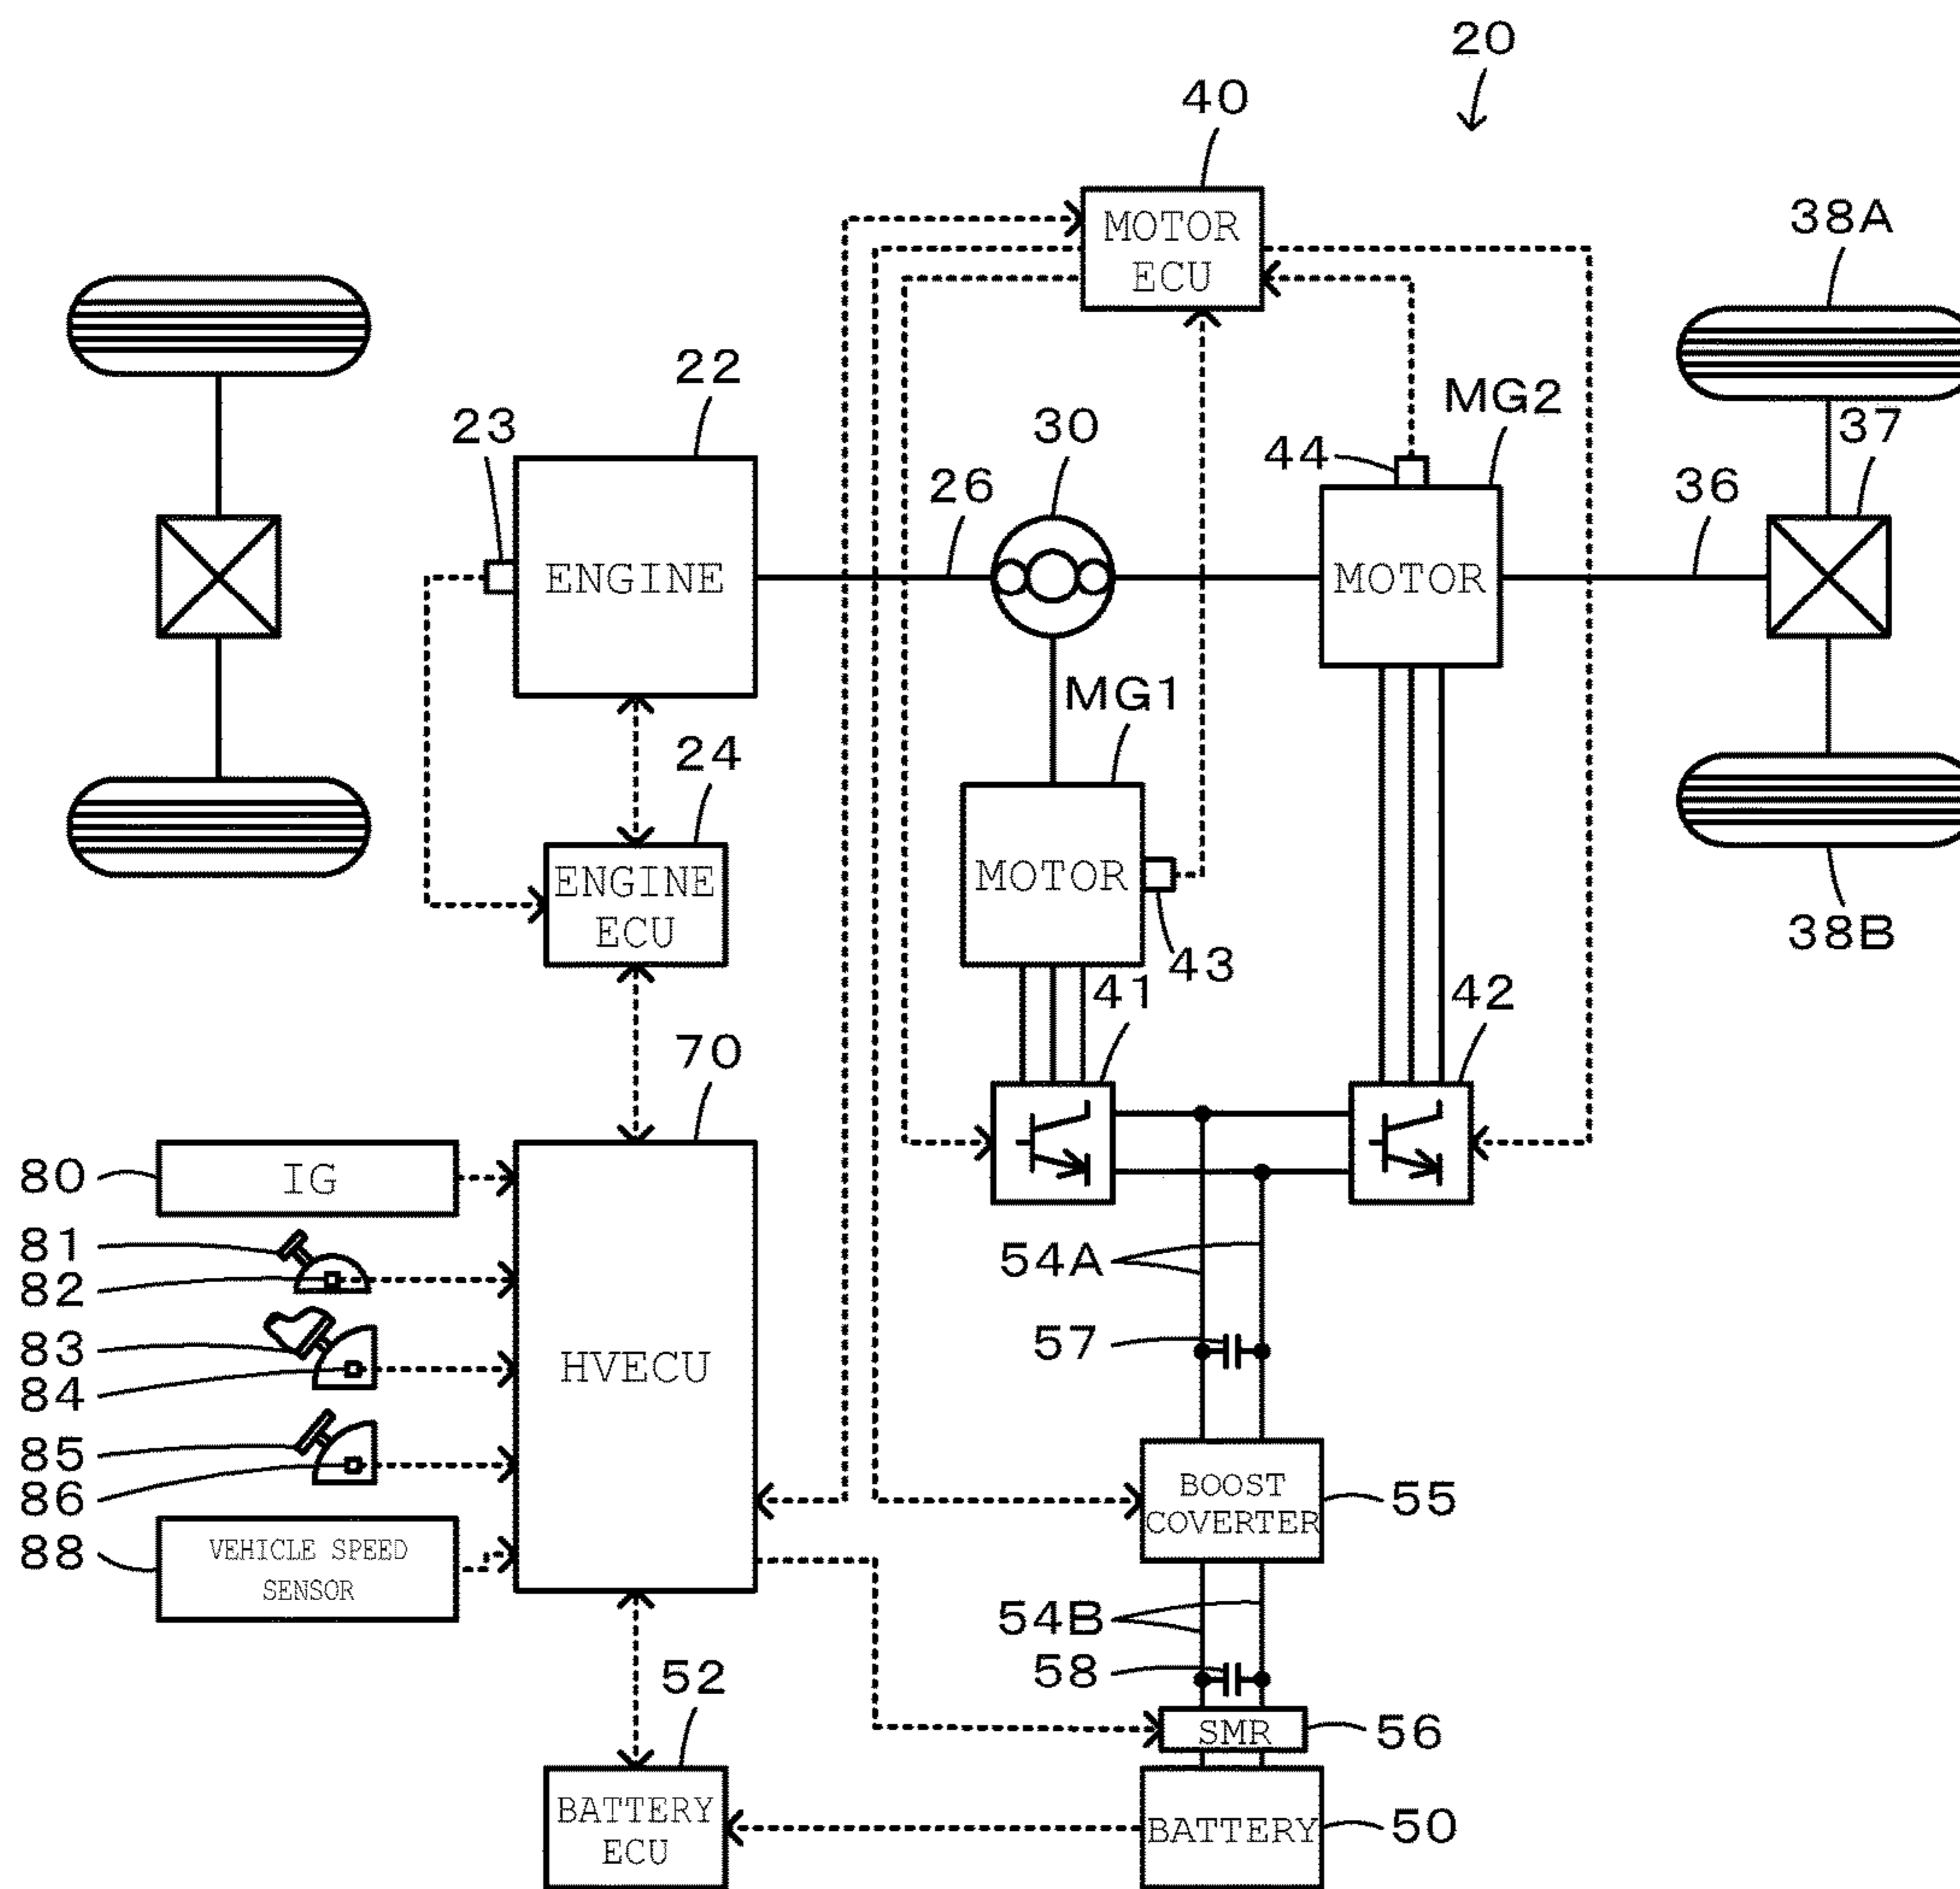 20
40
MOTOR
ECU
38A
22
MG2
23
30
37
44
26
36
ENGINE
MOTOR
MG1
24
ENGINE
ECU
MOTOR
43
38B
41
42
70
80
IG
81
82
54A
83
57
84
HVECU
85
86
BOOST
COVERTER
55
88
VEHICLE SPEED
SENSOR
54B
58
52
SMR
56
BATTERY
ECU
BATTERY
50